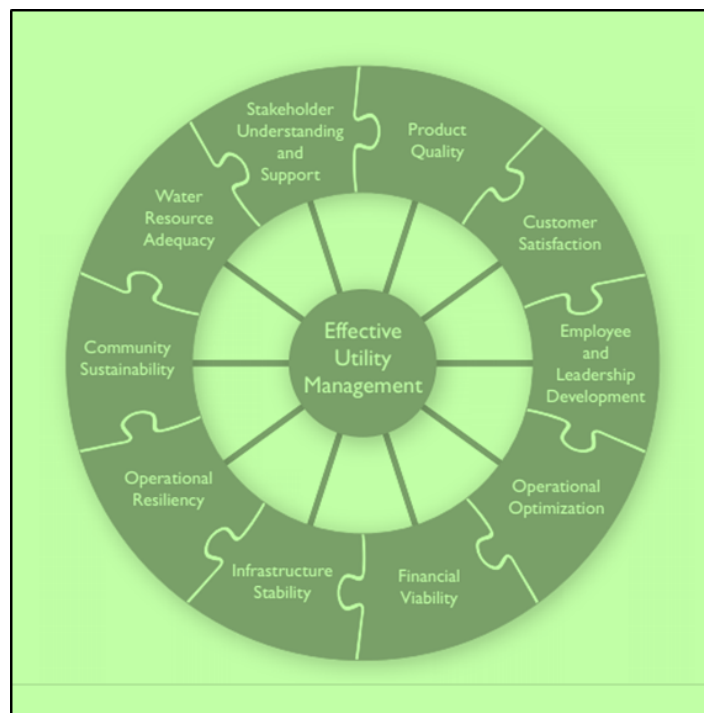 Stakeholder
Understanding
and
Support
Product
Quality
Customer
Satisfaction
Employee
and
Leadership
Development
Operational
Optimization
Financial
Viability
Infrastructure
Stability
Operational
Resiliency
Community
Sustainability
Water
Resource
Adequacy
Effective
Utility
Management